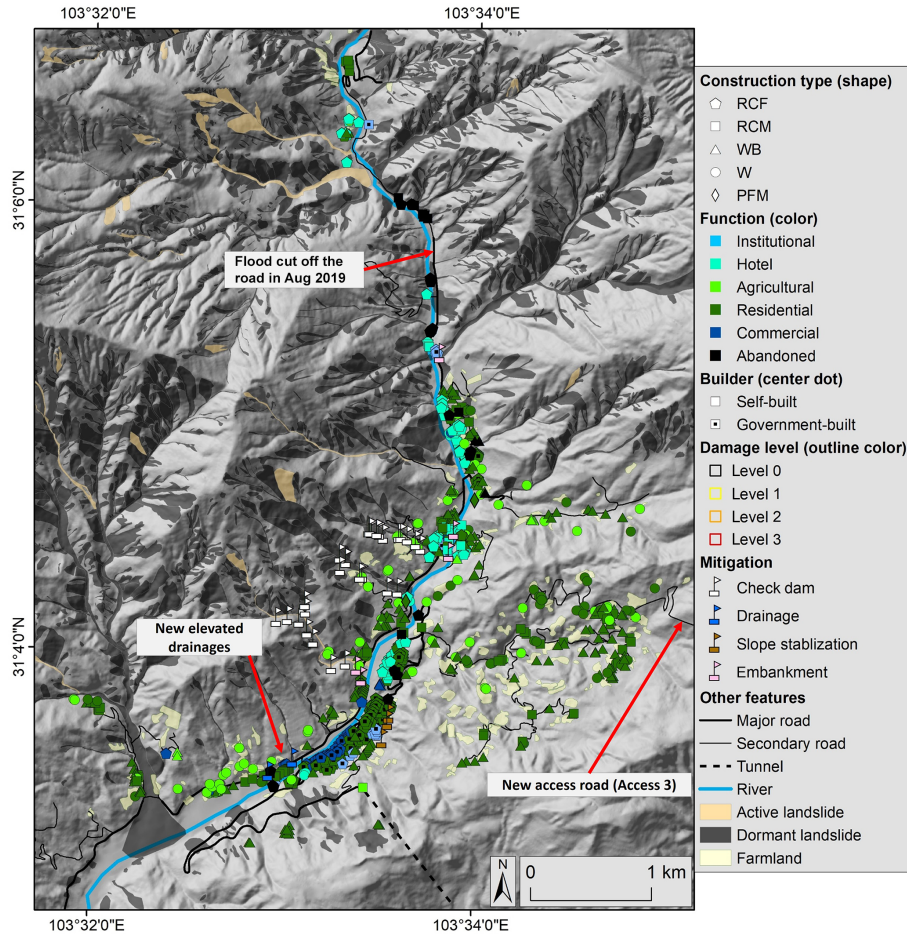 103°32'0"E
103°34'0"E
31°6'0"N
31°4'0"N
Flood cut off the
road in Aug 2019
New elevated
drainages
New access road (Access 3)
N
0
1 km
103°32'0"E
103°34'0"E
Construction type (shape)
RCF
RCM
WB
W
PFM
Function (color)
Institutional
Hotel
Agricultural
Residential
Commercial
Abandoned
Builder (center dot)
Self-built
Government-built
Damage level (outline color)
Level 0
Level 1
Level 2
Level 3
Mitigation
Check dam
Drainage
Slope stablization
Embankment
Other features
Major road
Secondary road
Tunnel
River
Active landslide
Dormant landslide
Farmland